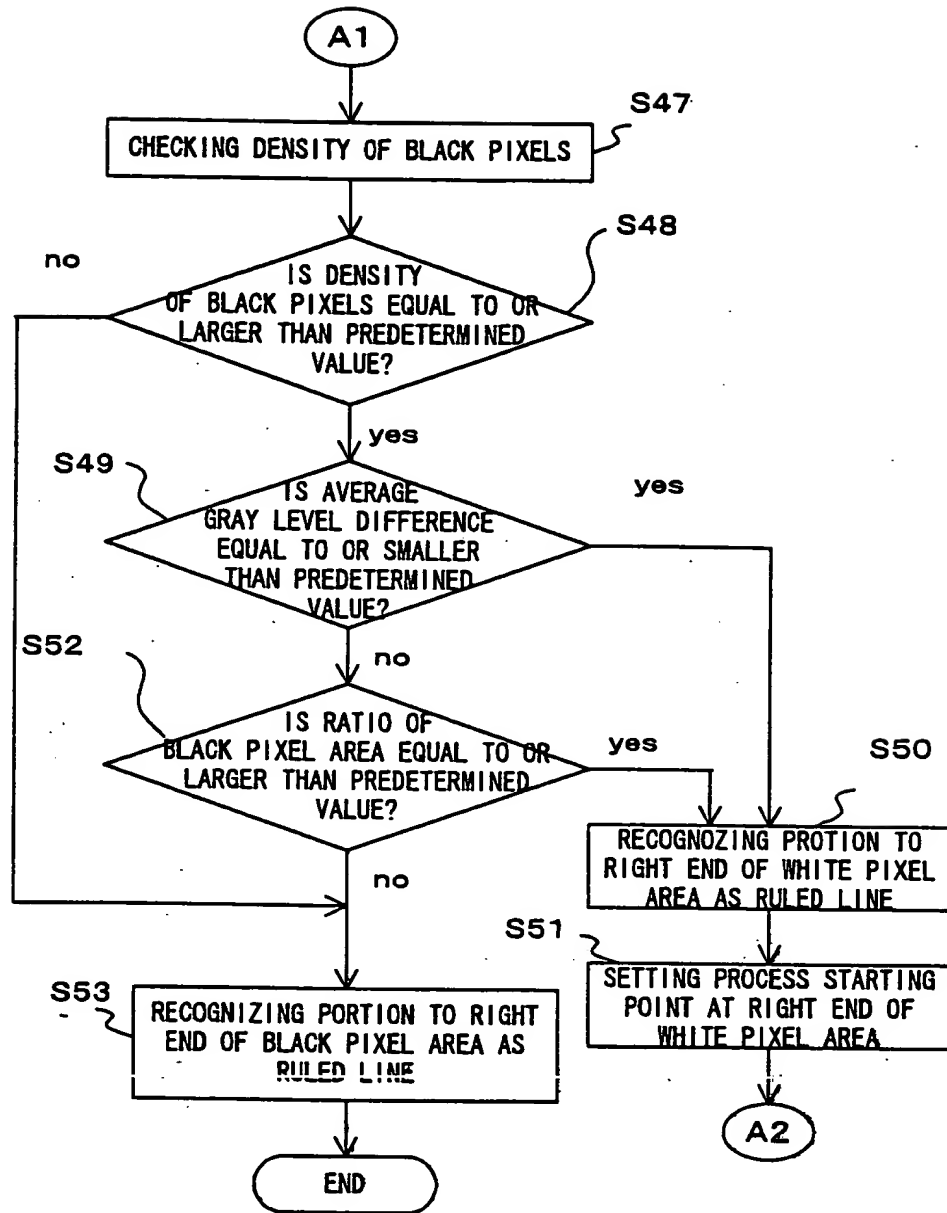 A1
S47
CHECKING DENSITY OF BLACK PIXELS
S48
no
IS DENSITY
OF BLACK PIXELS EQUAL TO OR
LARGER THAN PREDETERMINED
VALUE?
yes
S49
yes
IS AVERAGE
GRAY LEVEL DIFFERENCE
EQUAL TO OR SMALLER
THAN PREDETERMINED
VALUE?
S52
no
IS RATIO OF
BLACK PIXEL AREA EQUAL TO OR
LARGER THAN PREDETERMINED
VALUE?
yes
S50
RECOGNOZING PROTION TO
RIGHT END OF WHITE PIXEL
AREA AS RULED LINE
no
S51
SETTING PROCESS STARTING
POINT AT RIGHT END OF
WHITE PIXEL AREA
S53
RECOGNIZING PORTION TO RIGHT
END OF BLACK PIXEL AREA AS
RULED LINE
A2
END